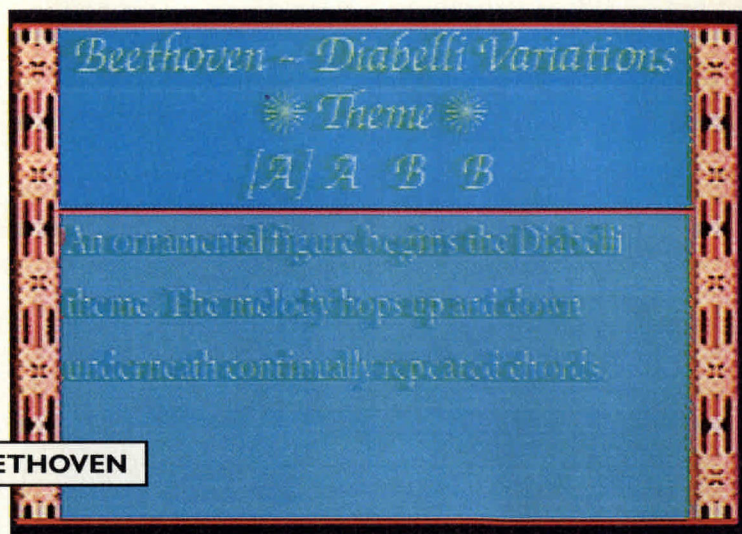 Beethoven – Diabelli Variations
Theme
[A] A B B
An ornamental figure begins the Diabelli
theme. The melody hops up and down
underneath continually repeated chords.
ETHOVEN